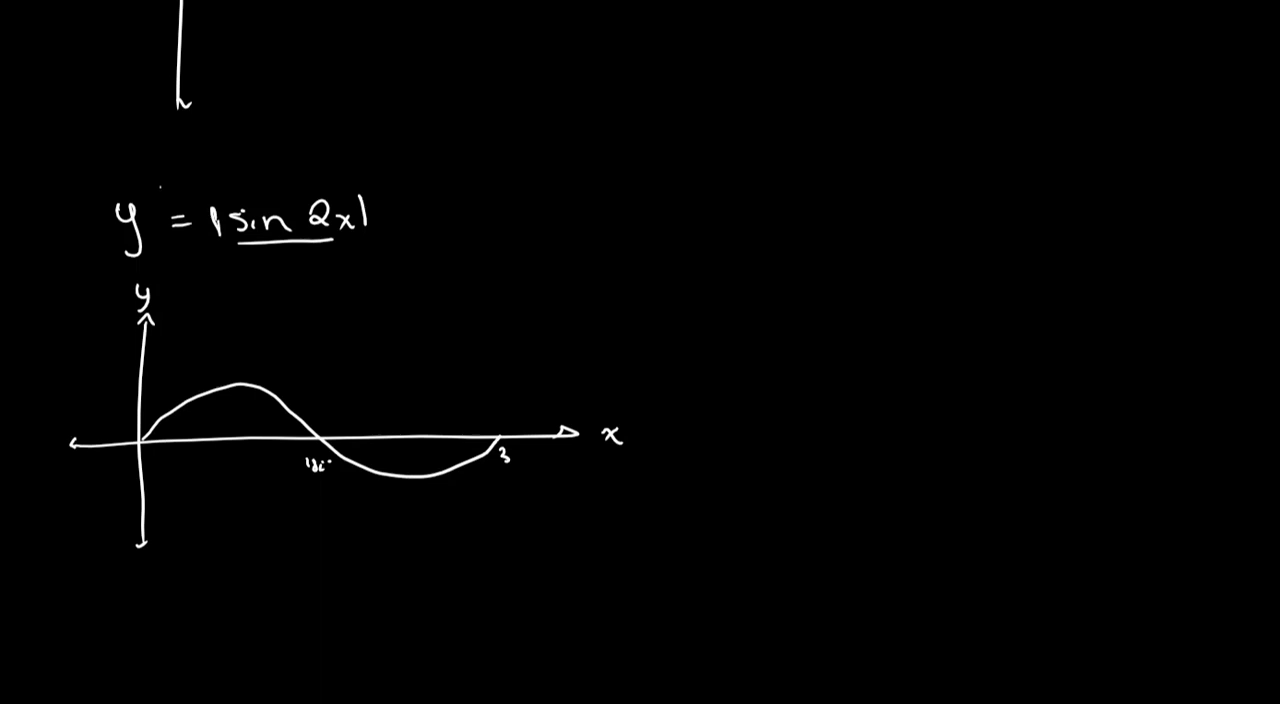 y = |sin 2x|
y
x
3